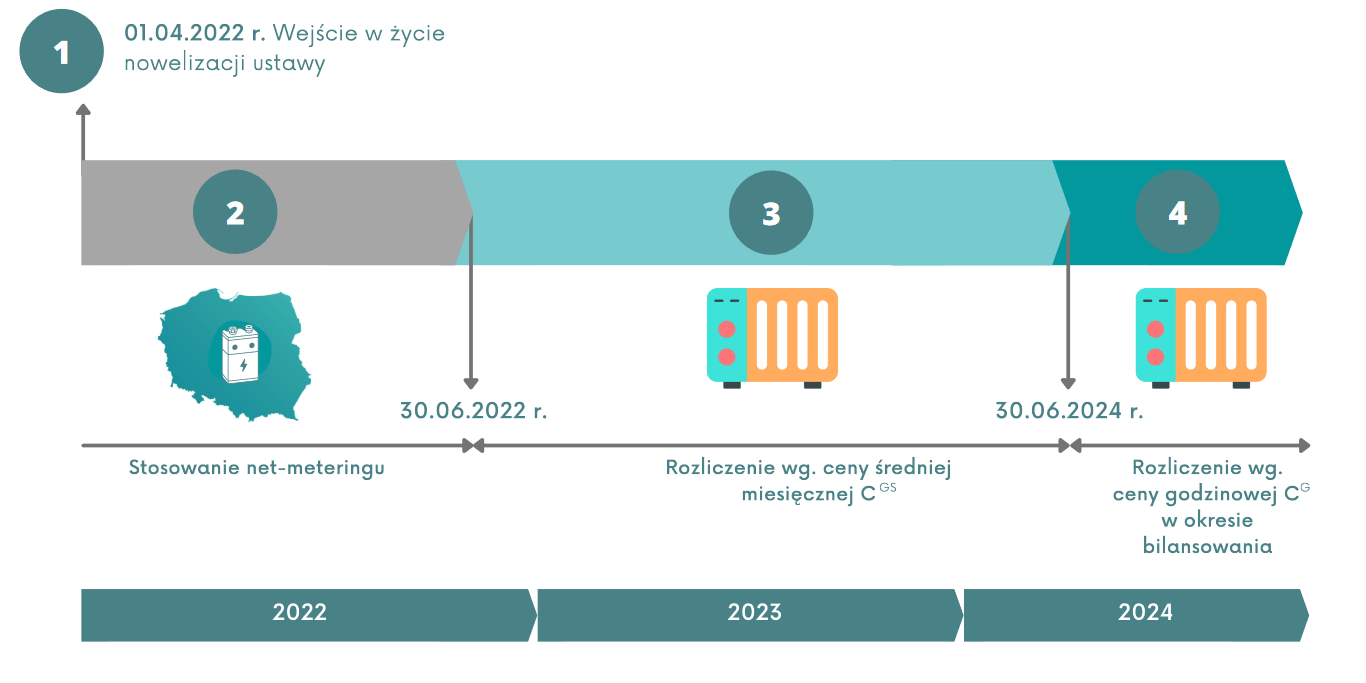 1
01.04.2022 r. Wejście w życie
nowelizacji ustawy
2
3
4
30.06.2022 r.
30.06.2024 r.
Stosowanie net-meteringu
Rozliczenie wg. ceny średniej
miesięcznej C GS
Rozliczenie wg.
ceny godzinowej CG
w okresie
bilansowania
2022
2023
2024